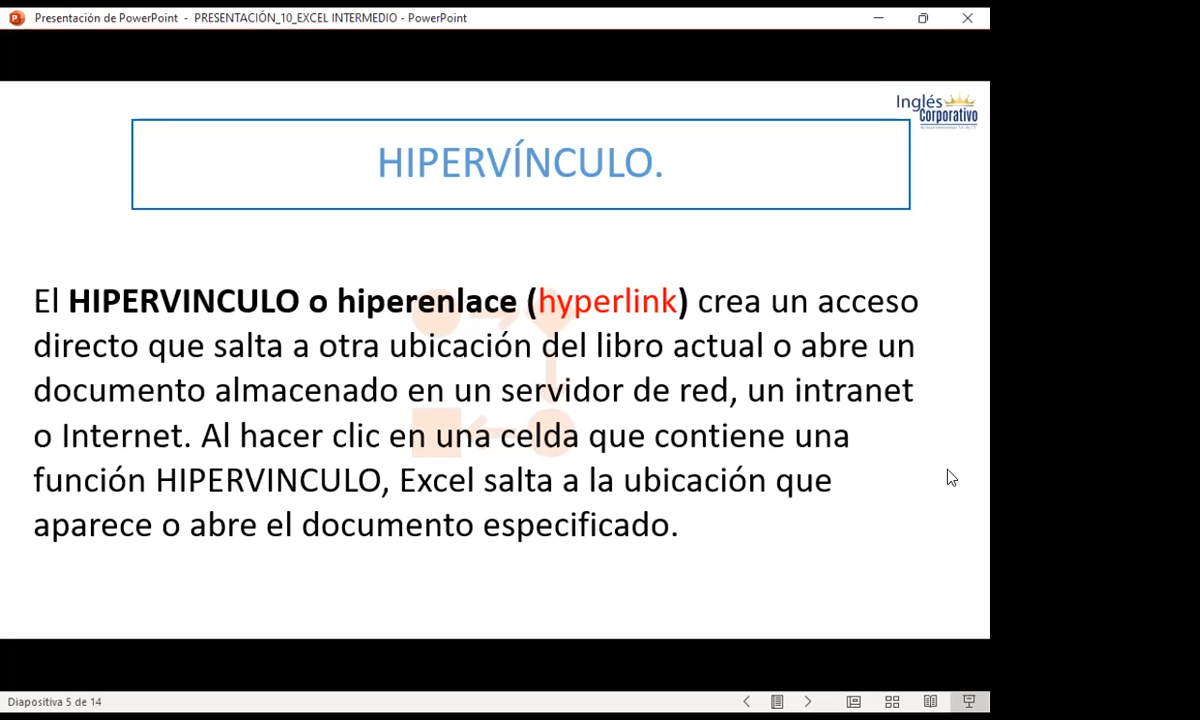 Presentación de PowerPoint - PRESENTACIÓN_10_EXCEL INTERMEDIO - PowerPoint
Inglés
Corporativo
HIPERVÍNCULO.
El HIPERVINCULO o hiperenlace (hyperlink) crea un acceso
directo que salta a otra ubicación del libro actual o abre un
documento almacenado en un servidor de red, un intranet
o Internet. Al hacer clic en una celda que contiene una
función HIPERVINCULO, Excel salta a la ubicación que
aparece o abre el documento especificado.
Diapositiva 5 de 14